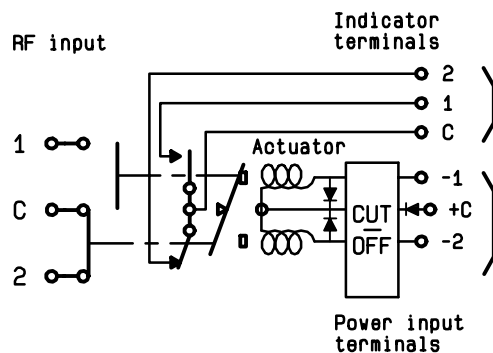 Indicator
terminals
RF input
2
1
C
1
Actuator
-1
C
CUT
OFF
+C
-2
2
Power input
terminals